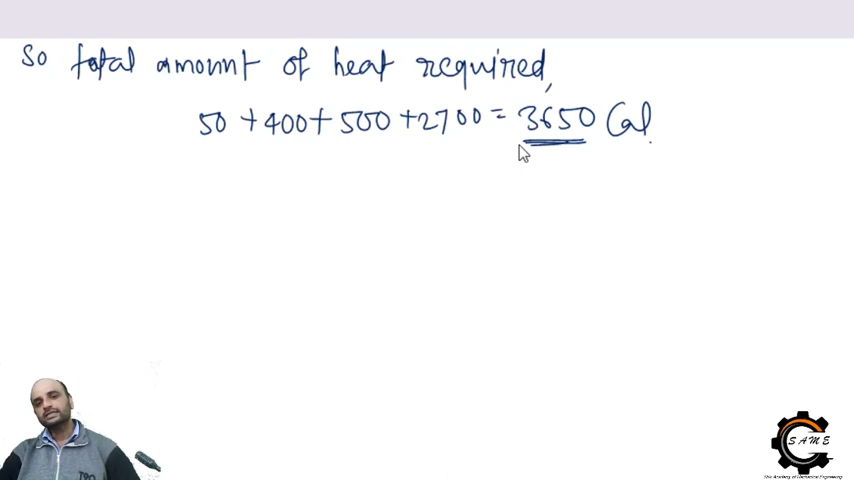 So total amount of heat required,
50 + 400 + 500 + 2700 = 3650 Cal.
SAME